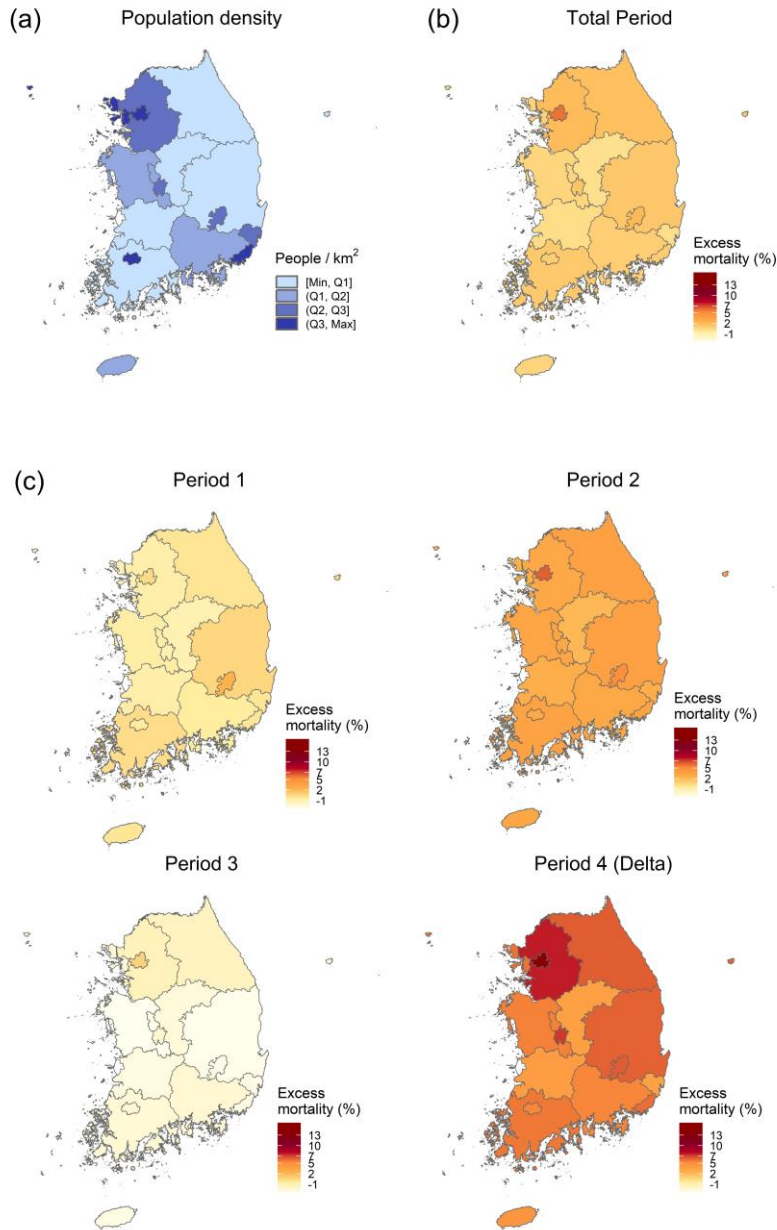 (a)
Population density
People / km²
[Min, Q1]
(Q1, Q2]
(Q2, Q3]
(Q3, Max]
(b)
Total Period
Excess
mortality (%)
13
10
7
5
2
-1
(c)
Period 1
Excess
mortality (%)
13
10
7
5
2
-1
Period 2
Excess
mortality (%)
13
10
7
5
2
-1
Period 3
Excess
mortality (%)
13
10
7
5
2
-1
Period 4 (Delta)
Excess
mortality (%)
13
10
7
5
2
-1